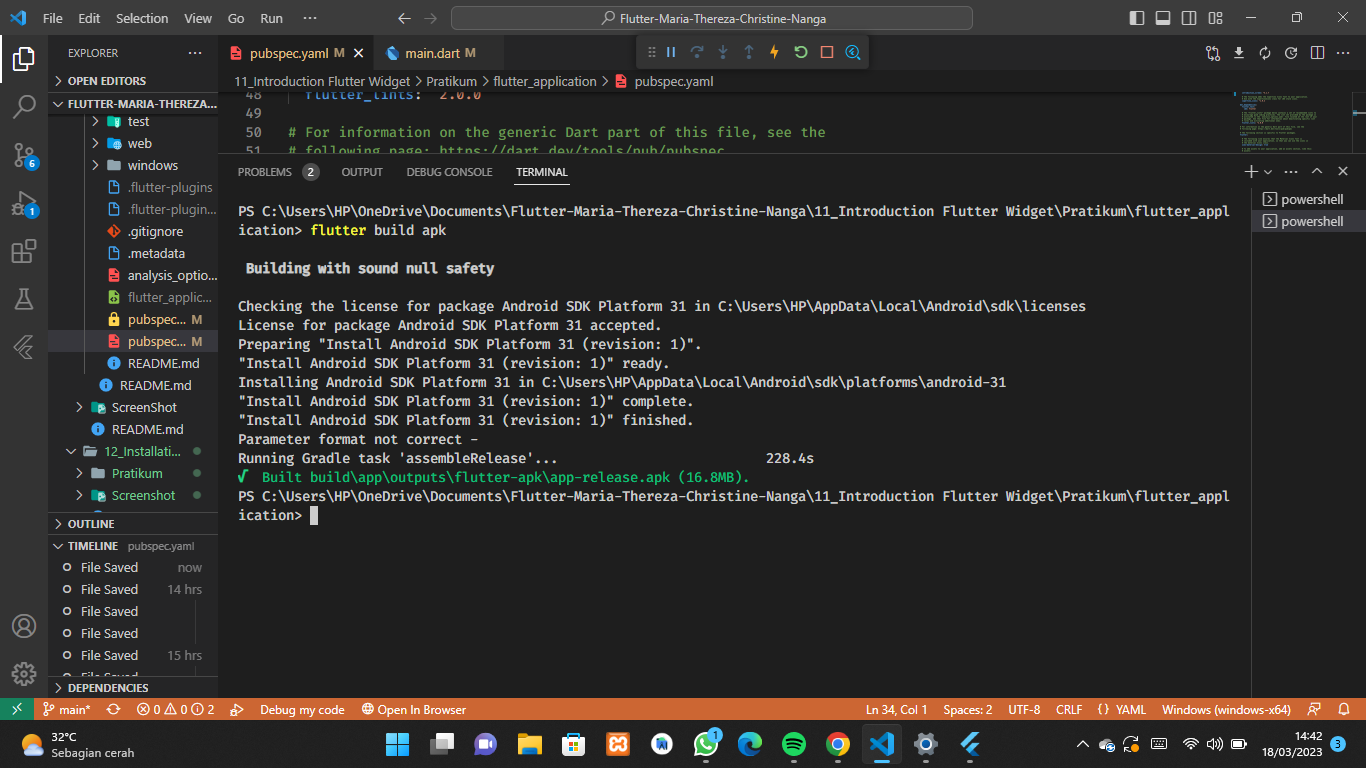 File Edit Selection View Go Run ···
Flutter-Maria-Thereza-Christine-Nanga
EXPLORER ···
OPEN EDITORS
FLUTTER-MARIA-THEREZA...
test
web
windows
.flutter-plugins
.flutter-plugin...
.gitignore
.metadata
analysis_optio...
flutter_applic...
pubspec... M
pubspec... M
README.md
README.md
ScreenShot
README.md
12_Installati...
Pratikum
Screenshot
OUTLINE
TIMELINE pubspec.yaml
File Saved now
File Saved 14 hrs
File Saved
File Saved
File Saved 15 hrs
File Saved
DEPENDENCIES
6
1
pubspec.yaml M
main.dart M
11_Introduction Flutter Widget > Pratikum > flutter_application > pubspec.yaml
48 flutter_lints: ^2.0.0
49
50 # For information on the generic Dart part of this file, see the
51 # following page: https://dart.dev/tools/pub/pubspec
PROBLEMS 2 OUTPUT DEBUG CONSOLE TERMINAL
PS C:\Users\HP\OneDrive\Documents\Flutter-Maria-Thereza-Christine-Nanga\11_Introduction Flutter Widget\Pratikum\flutter_appl
ication> flutter build apk
Building with sound null safety
Checking the license for package Android SDK Platform 31 in C:\Users\HP\AppData\Local\Android\sdk\licenses
License for package Android SDK Platform 31 accepted.
Preparing "Install Android SDK Platform 31 (revision: 1)".
"Install Android SDK Platform 31 (revision: 1)" ready.
Installing Android SDK Platform 31 in C:\Users\HP\AppData\Local\Android\sdk\platforms\android-31
"Install Android SDK Platform 31 (revision: 1)" complete.
"Install Android SDK Platform 31 (revision: 1)" finished.
Parameter format not correct -
Running Gradle task 'assembleRelease'... 228.4s
√ Built build\app\outputs\flutter-apk\app-release.apk (16.8MB).
PS C:\Users\HP\OneDrive\Documents\Flutter-Maria-Thereza-Christine-Nanga\11_Introduction Flutter Widget\Pratikum\flutter_appl
ication>
powershell
powershell
main* 0 0 2 Debug my code Open In Browser Ln 34, Col 1 Spaces: 2 UTF-8 CRLF {} YAML Windows (windows-x64)
32°C
Sebagian cerah
1
14:42
18/03/2023
3